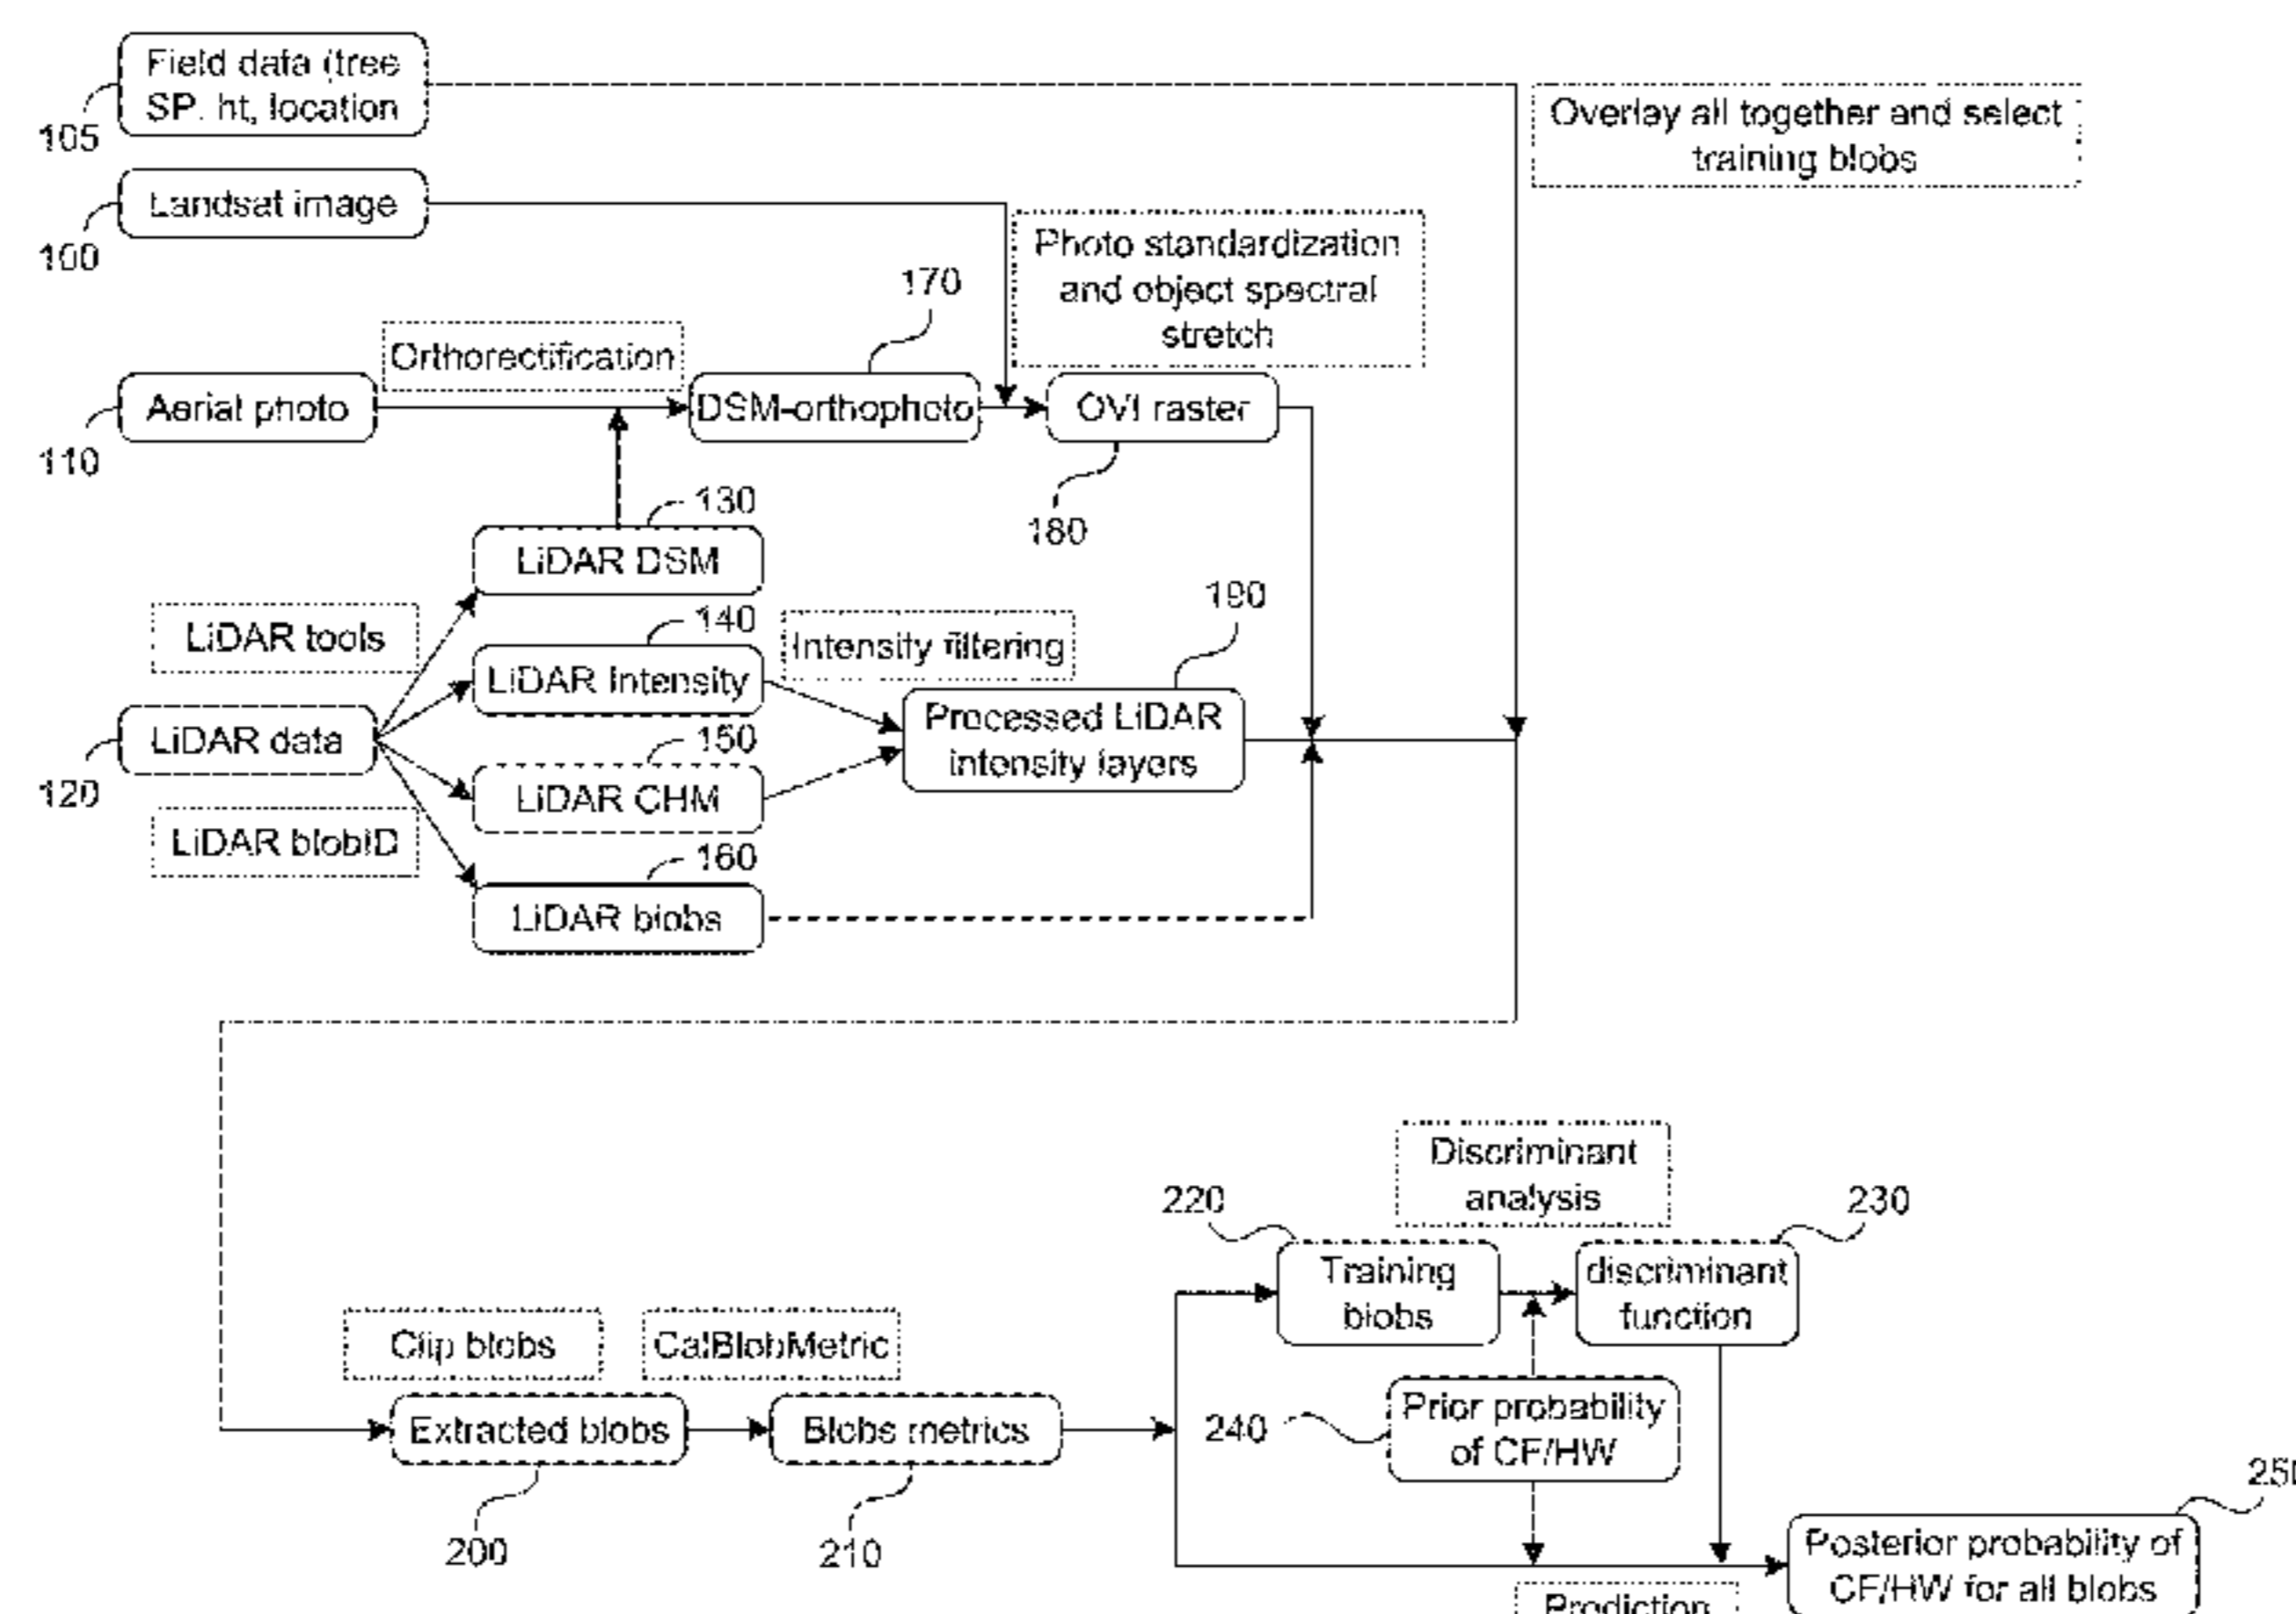 Field data (tree
SP. ht, location
105
Overlay all together and select
training blobs
Landsat image
100
Photo standardization
and object spectral
stretch
170
Orthorectification
Aerial photo
DSM-orthophoto
OVI raster
110
130
180
LiDAR DSM
190
LiDAR tools
140
Intensity filtering
LiDAR Intensity
Processed LiDAR
intensity layers
LiDAR data
150
120
LiDAR CHM
LiDAR blobID
160
LiDAR blobs
Discriminant
analysis
220
230
Training
blobs
discriminant
function
Clip blobs
CalBlobMetric
Prior probability
of CF/HW
240
Extracted blobs
Blobs metrics
250
200
210
Posterior probability of
CF/HW for all blobs
Prediction